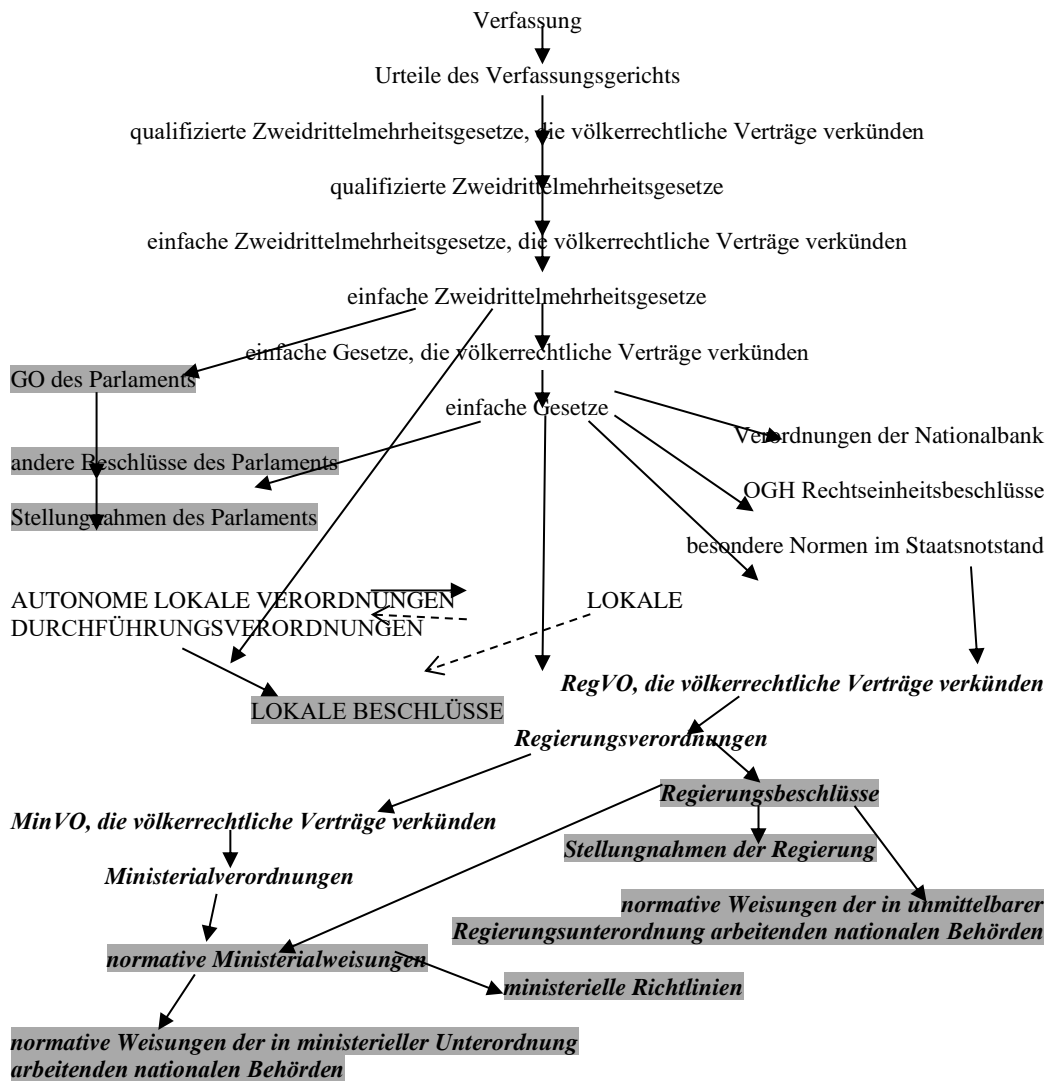 Verfassung
Urteile des Verfassungsgerichts
qualifizierte Zweidrittelmehrheitsgesetze, die völkerrechtliche Verträge verkünden
qualifizierte Zweidrittelmehrheitsgesetze
einfache Zweidrittelmehrheitsgesetze, die völkerrechtliche Verträge verkünden
einfache Zweidrittelmehrheitsgesetze
einfache Gesetze, die völkerrechtliche Verträge verkünden
GO des Parlaments
einfache Gesetze
Verordnungen der Nationalbank
andere Beschlüsse des Parlaments
OGH Rechtseinheitsbeschlüsse
Stellungnahmen des Parlaments
besondere Normen im Staatsnotstand
AUTONOME LOKALE VERORDNUNGEN LOKALE
DURCHFÜHRUNGSVERORDNUNGEN
RegVO, die völkerrechtliche Verträge verkünden
LOKALE BESCHLÜSSE
Regierungsverordnungen
Regierungsbeschlüsse
MinVO, die völkerrechtliche Verträge verkünden
Stellungnahmen der Regierung
Ministerialverordnungen
normative Weisungen der in unmittelbarer
Regierungsunterordnung arbeitenden nationalen Behörden
normative Ministerialweisungen
ministerielle Richtlinien
normative Weisungen der in ministerieller Unterordnung
arbeitenden nationalen Behörden